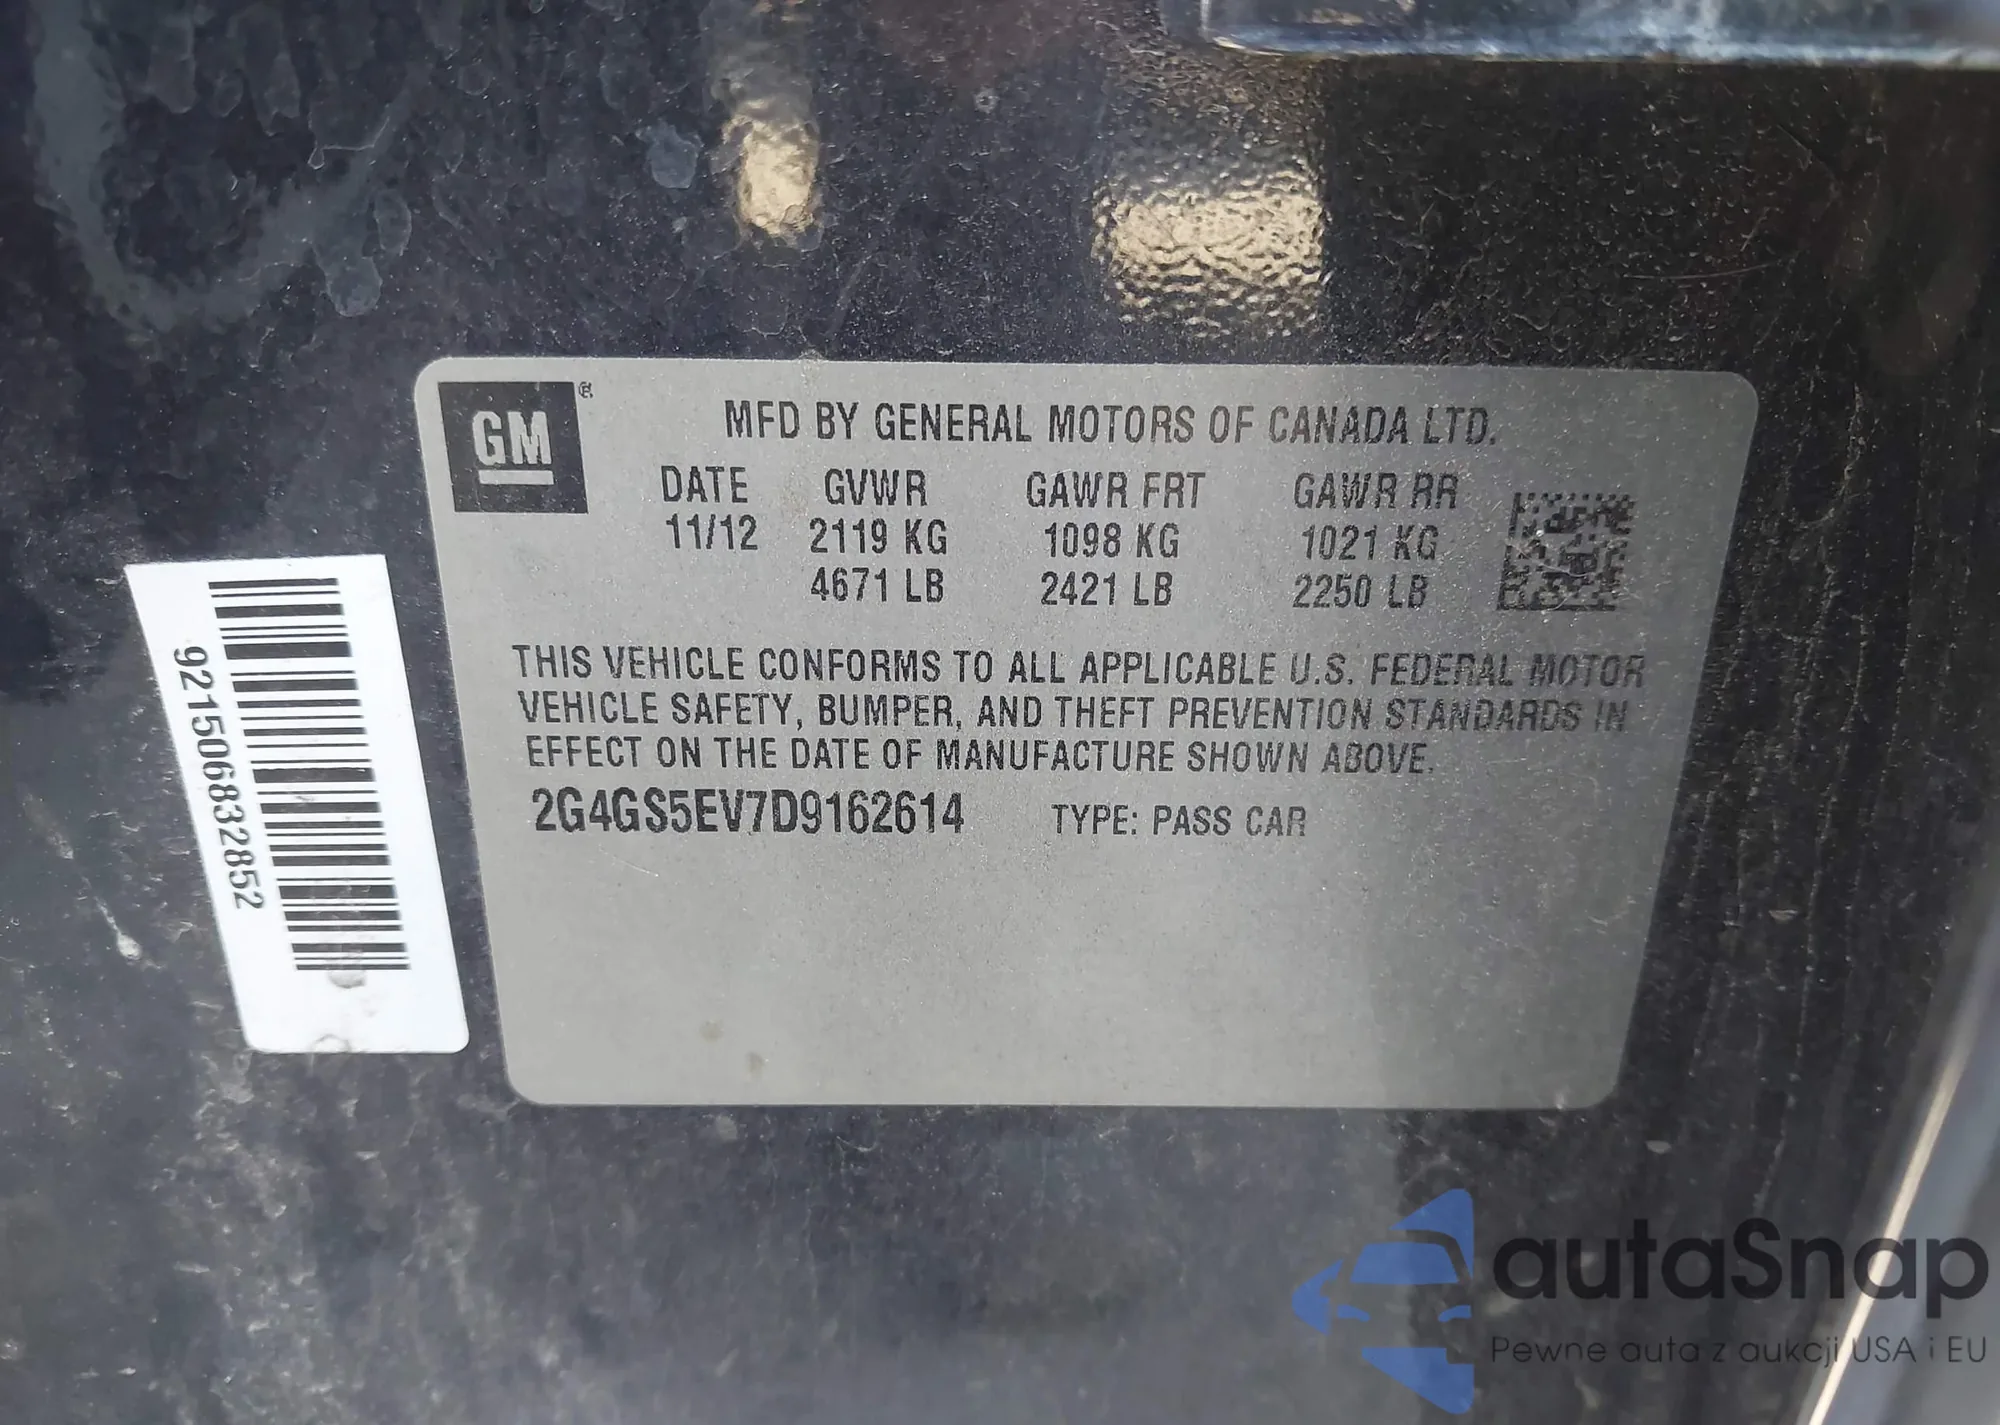 GM ®
MFD BY GENERAL MOTORS OF CANADA LTD.
DATE GVWR GAWR FRT GAWR RR
11/12 2119 KG 1098 KG 1021 KG
4671 LB 2421 LB 2250 LB
THIS VEHICLE CONFORMS TO ALL APPLICABLE U.S. FEDERAL MOTOR
VEHICLE SAFETY, BUMPER, AND THEFT PREVENTION STANDARDS IN
EFFECT ON THE DATE OF MANUFACTURE SHOWN ABOVE.
2G4GS5EV7D9162614 TYPE: PASS CAR
921506832852
autaSnap
Pewne auta z aukcji USA i EU